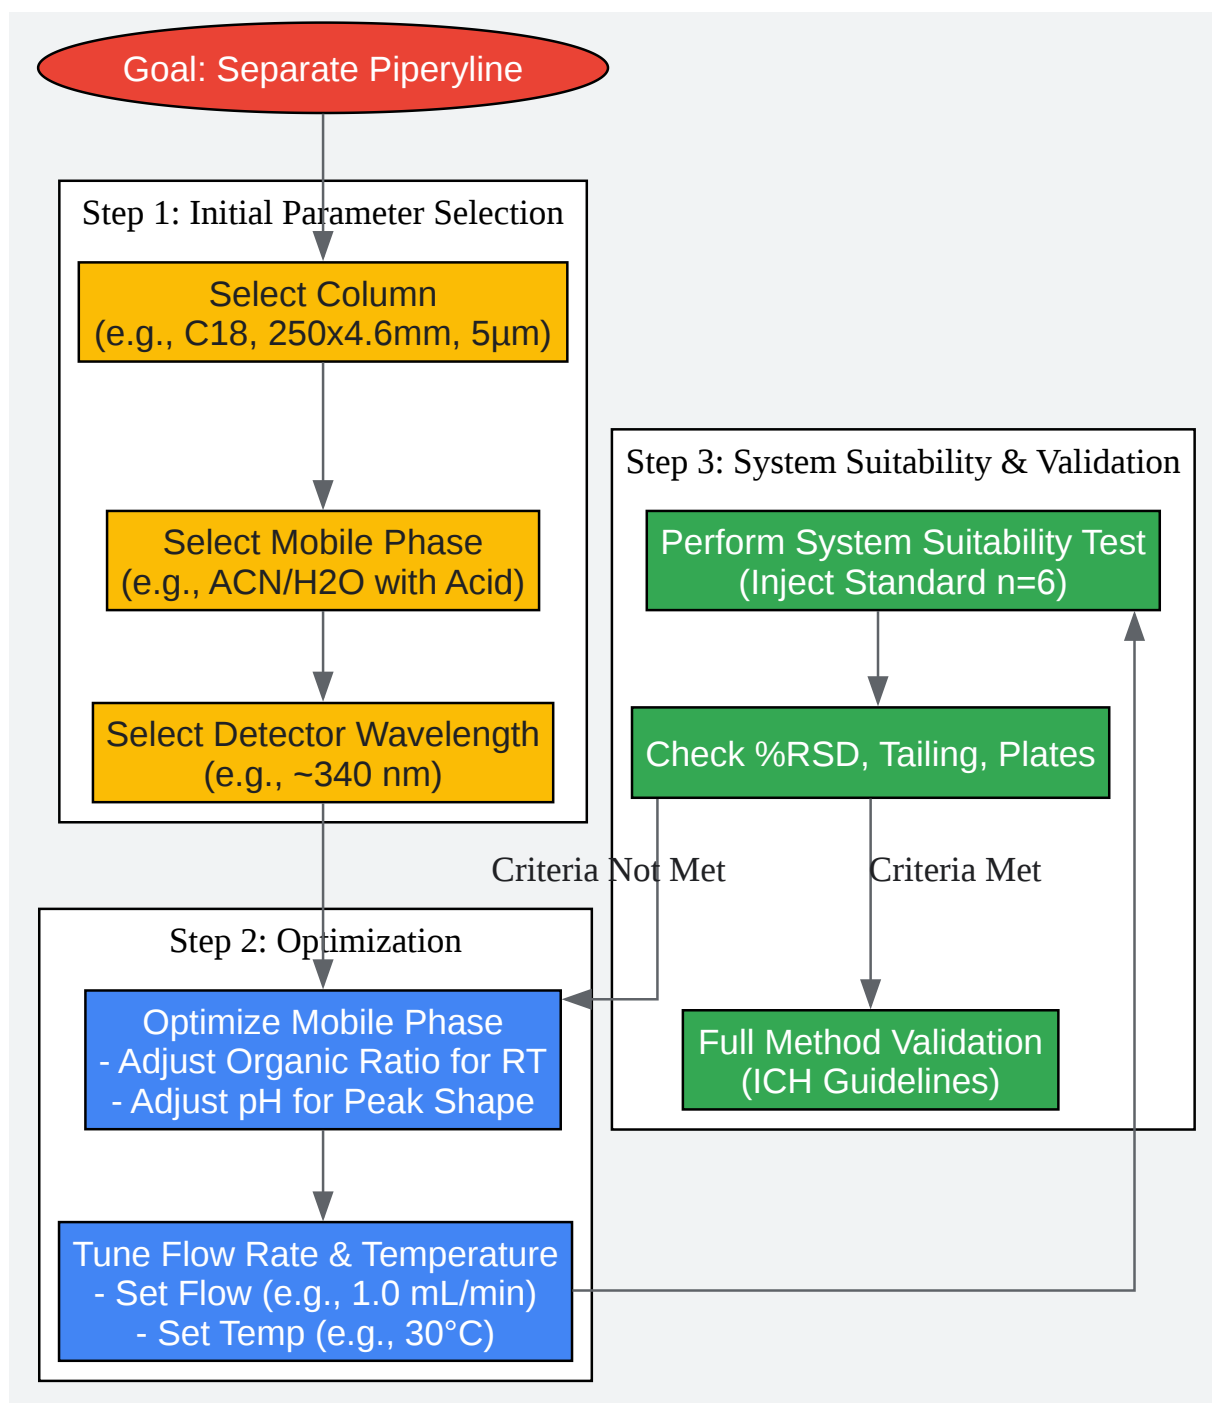 Goal: Separate Piperyline
Step 1: Initial Parameter Selection
Select Column
(e.g., C18, 250x4.6mm, 5µm)
Select Mobile Phase
(e.g., ACN/H2O with Acid)
Select Detector Wavelength
(e.g., ~340 nm)
Step 2: Optimization
Optimize Mobile Phase
- Adjust Organic Ratio for RT
- Adjust pH for Peak Shape
Tune Flow Rate & Temperature
- Set Flow (e.g., 1.0 mL/min)
- Set Temp (e.g., 30°C)
Step 3: System Suitability & Validation
Perform System Suitability Test
(Inject Standard n=6)
Check %RSD, Tailing, Plates
Criteria Not Met
Criteria Met
Full Method Validation
(ICH Guidelines)